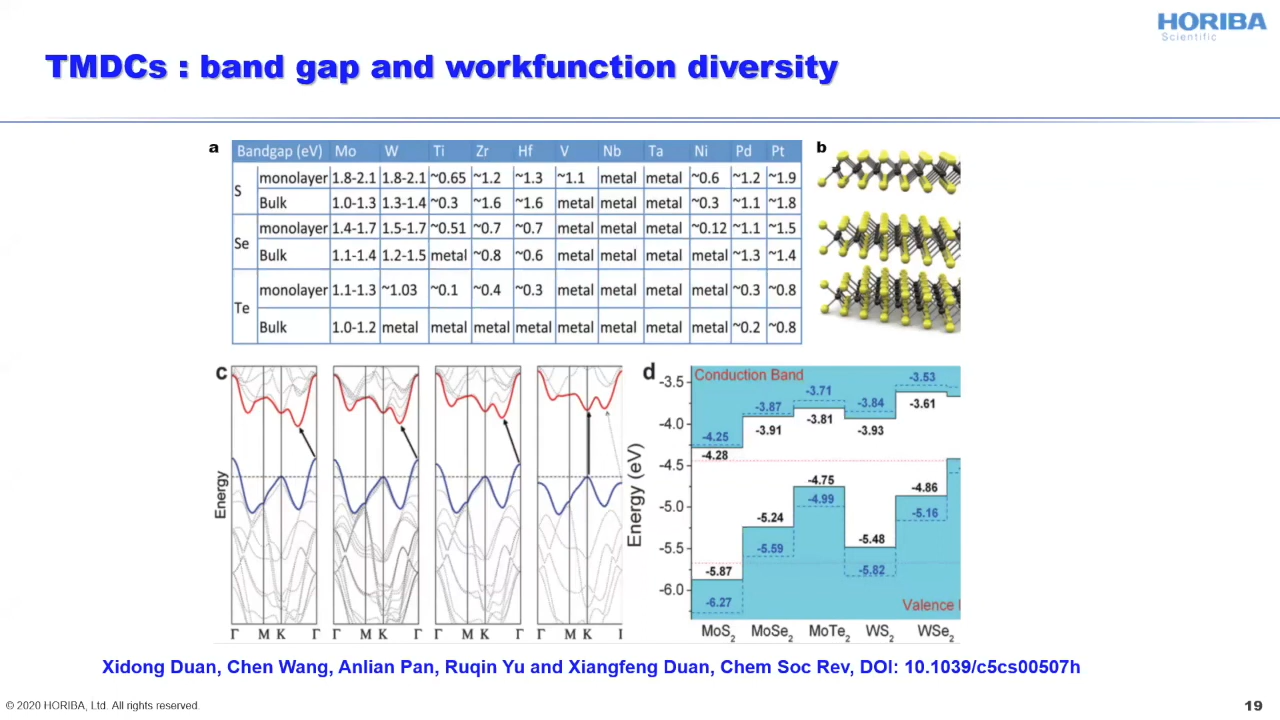 HORIBA
Scientific
TMDCs : band gap and workfunction diversity
a
Bandgap (eV) Mo W Ti Zr Hf V Nb Ta Ni Pd Pt
S
monolayer 1.8-2.1 1.8-2.1 ~0.65 ~1.2 ~1.3 ~1.1 metal metal ~0.6 ~1.2 ~1.9
Bulk 1.0-1.3 1.3-1.4 ~0.3 ~1.6 ~1.6 metal metal metal ~0.3 ~1.1 ~1.8
Se
monolayer 1.4-1.7 1.5-1.7 ~0.51 ~0.7 ~0.7 metal metal metal ~0.12 ~1.1 ~1.5
Bulk 1.1-1.4 1.2-1.5 metal ~0.8 ~0.6 metal metal metal metal ~1.3 ~1.4
Te
monolayer 1.1-1.3 ~1.03 ~0.1 ~0.4 ~0.3 metal metal metal metal ~0.3 ~0.8
Bulk 1.0-1.2 metal metal metal metal metal metal metal metal ~0.2 ~0.8
b
c
Energy
Γ M K Γ Γ M K Γ Γ M K Γ Γ M K
d
Energy (eV)
-3.5
-4.0
-4.5
-5.0
-5.5
-6.0
Conduction Band
-4.25 -3.87 -3.71 -3.84 -3.53
-4.28 -3.91 -3.81 -3.93 -3.61
-5.87 -5.24 -4.75 -5.48 -4.86
-6.27 -5.59 -4.99 -5.82 -5.16
Valence
MoS2 MoSe2 MoTe2 WS2 WSe2
Xidong Duan, Chen Wang, Anlian Pan, Ruqin Yu and Xiangfeng Duan, Chem Soc Rev, DOI: 10.1039/c5cs00507h
© 2020 HORIBA, Ltd. All rights reserved.
19